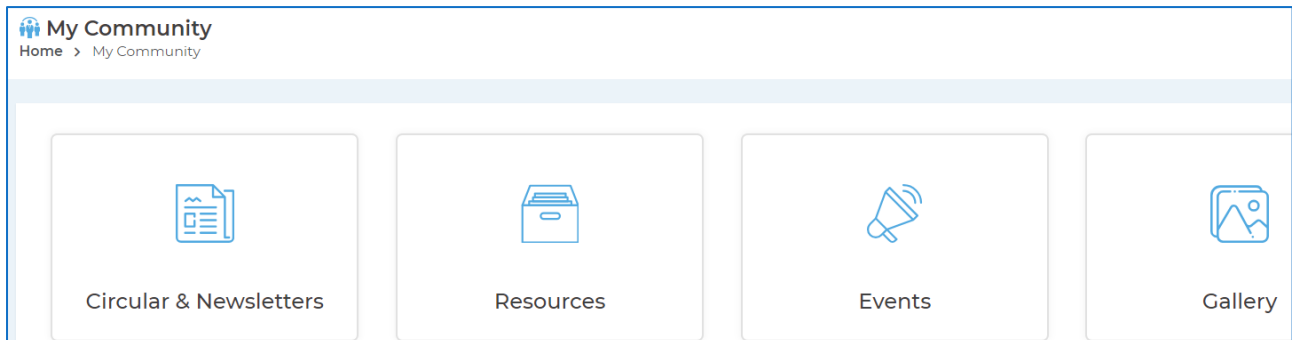 My Community
Home > My Community
Circular & Newsletters
Resources
Events
Gallery